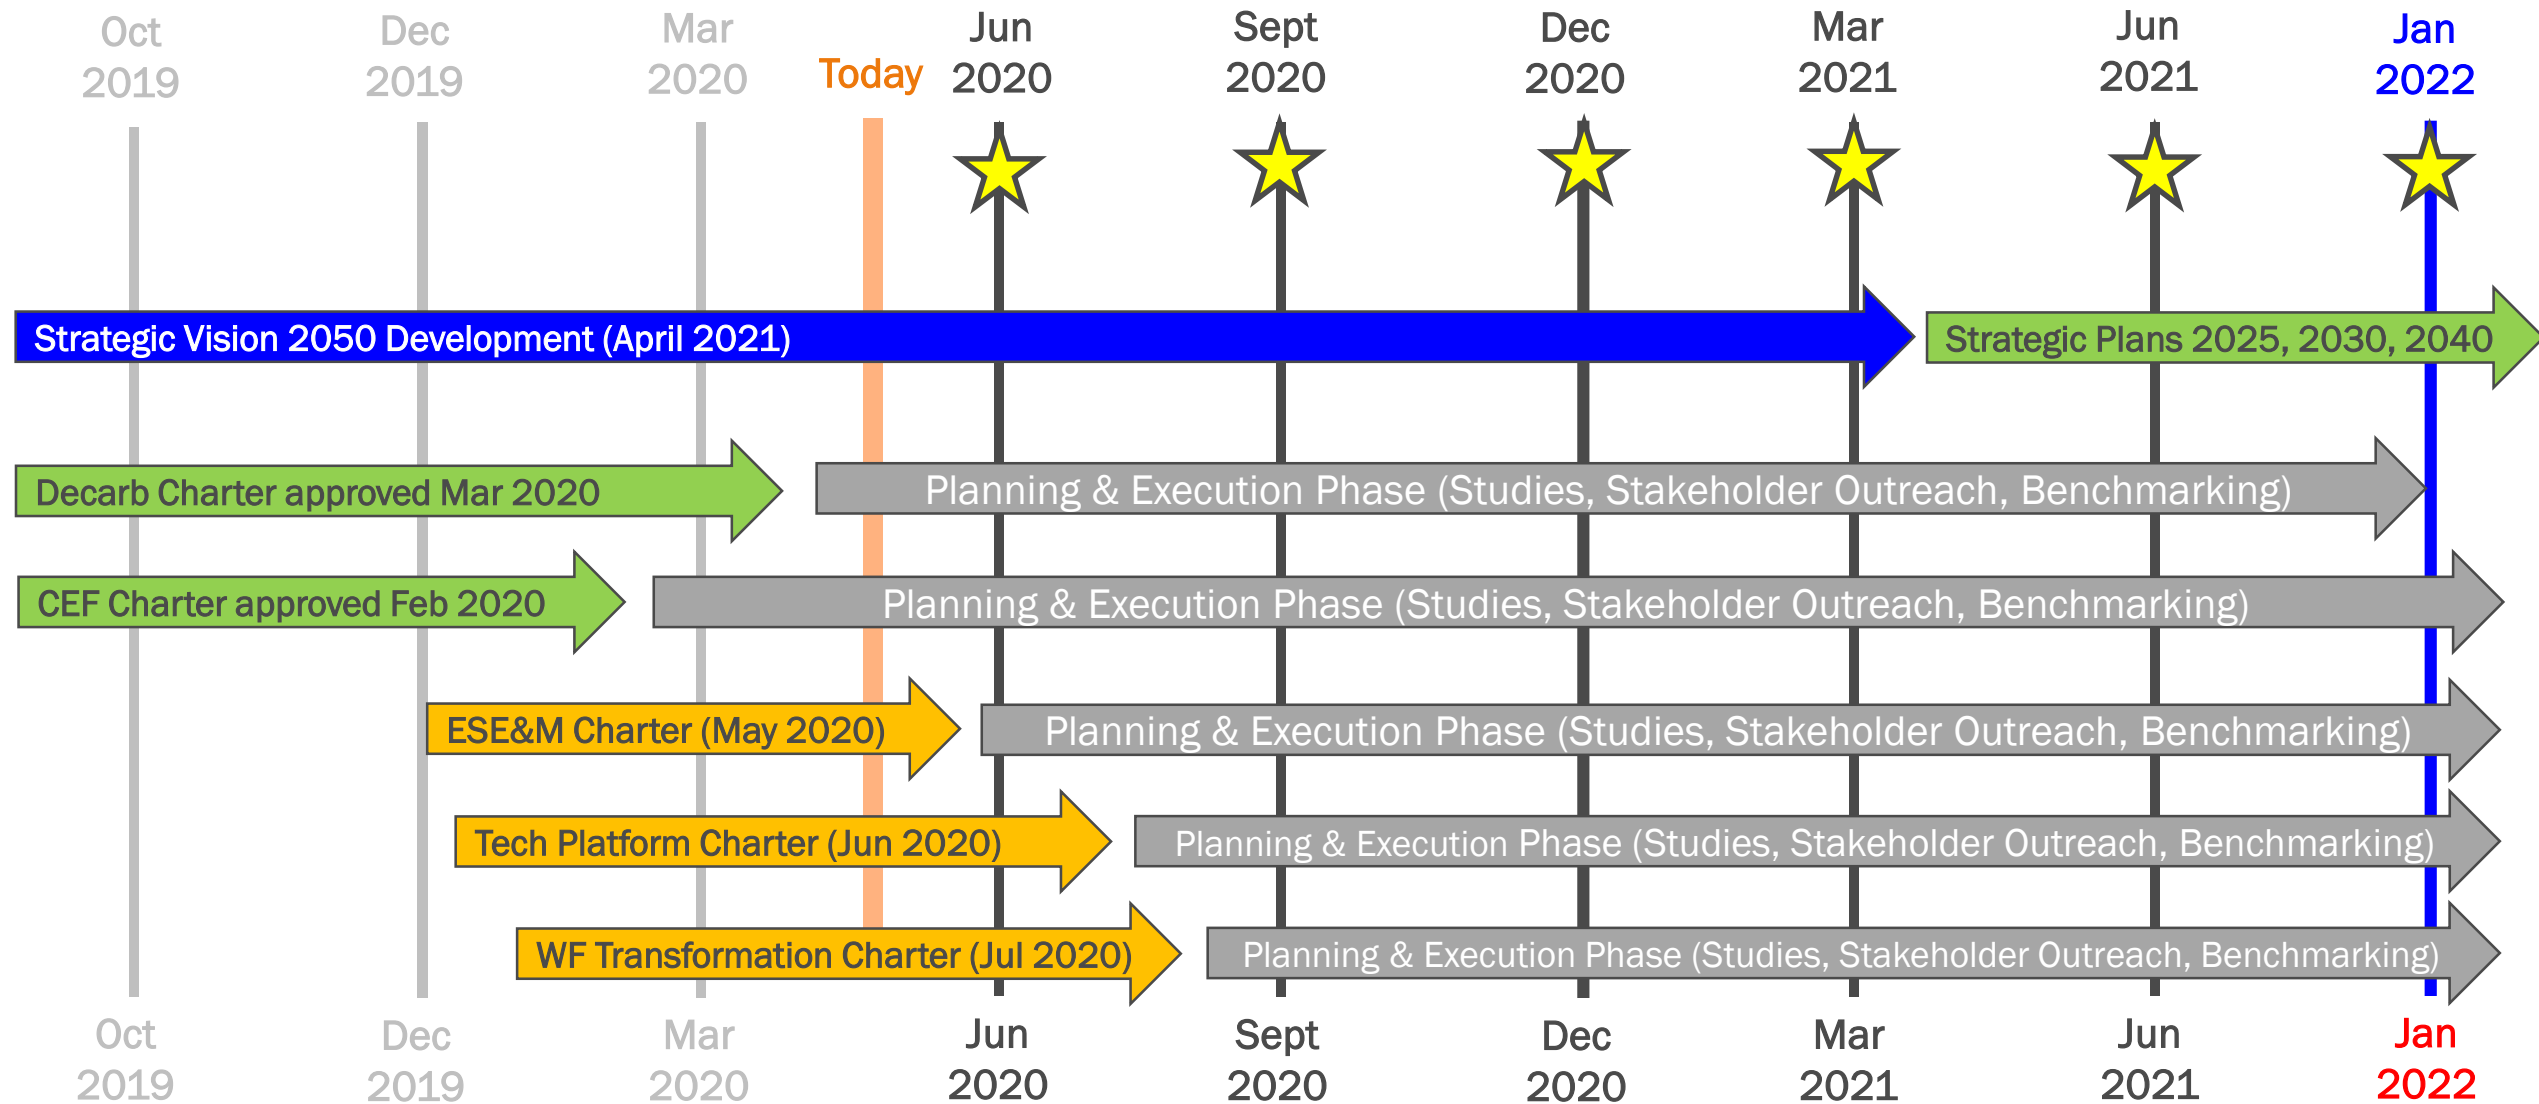 Oct
2019
Dec
2019
Mar
2020
Today
Jun
2020
Sept
2020
Dec
2020
Mar
2021
Jun
2021
Jan
2022
Strategic Vision 2050 Development (April 2021)
Strategic Plans 2025, 2030, 2040
Decarb Charter approved Mar 2020
Planning & Execution Phase (Studies, Stakeholder Outreach, Benchmarking)
CEF Charter approved Feb 2020
Planning & Execution Phase (Studies, Stakeholder Outreach, Benchmarking)
ESE&M Charter (May 2020)
Planning & Execution Phase (Studies, Stakeholder Outreach, Benchmarking)
Tech Platform Charter (Jun 2020)
Planning & Execution Phase (Studies, Stakeholder Outreach, Benchmarking)
WF Transformation Charter (Jul 2020)
Planning & Execution Phase (Studies, Stakeholder Outreach, Benchmarking)
Oct
2019
Dec
2019
Mar
2020
Jun
2020
Sept
2020
Dec
2020
Mar
2021
Jun
2021
Jan
2022